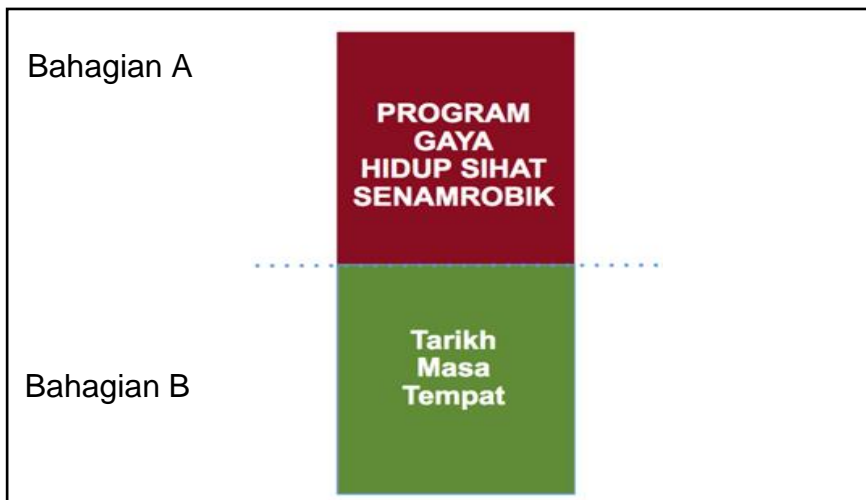 Bahagian A
PROGRAM
GAYA
HIDUP SIHAT
SENAMROBIK
Tarikh
Masa
Tempat
Bahagian B